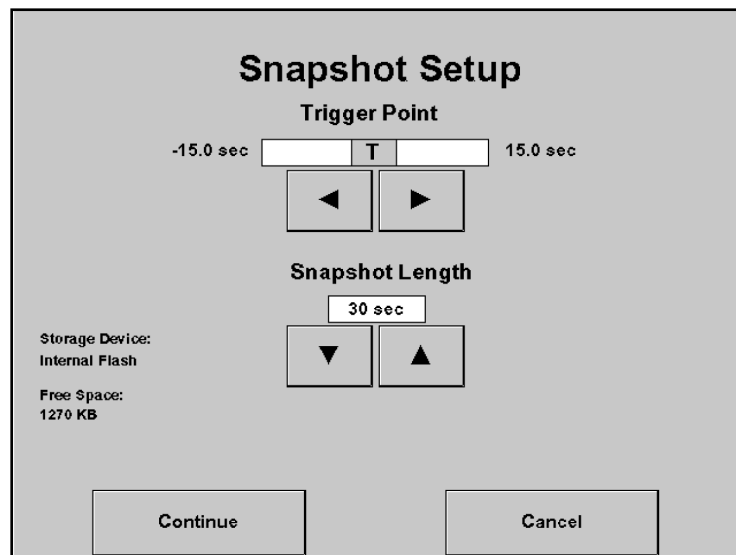 Snapshot Setup
Trigger Point
-15.0 sec T 15.0 sec
Snapshot Length
30 sec
Storage Device:
Internal Flash
Free Space:
1270 KB
Continue Cancel